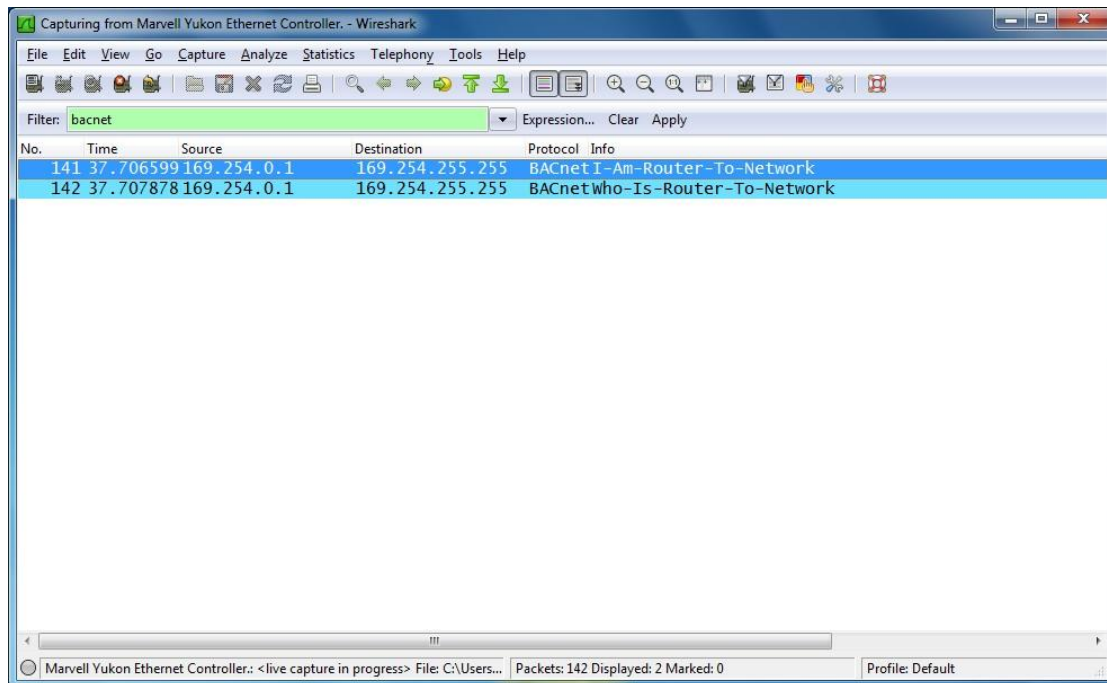 Capturing from Marvell Yukon Ethernet Controller. - Wireshark
File Edit View Go Capture Analyze Statistics Telephony Tools Help
Filter: bacnet Expression... Clear Apply
No. Time Source Destination Protocol Info
141 37.706599 169.254.0.1 169.254.255.255 BACnet I-Am-Router-To-Network
142 37.707878 169.254.0.1 169.254.255.255 BACnet Who-Is-Router-To-Network
Marvell Yukon Ethernet Controller.: <live capture in progress> File: C:\Users... Packets: 142 Displayed: 2 Marked: 0 Profile: Default